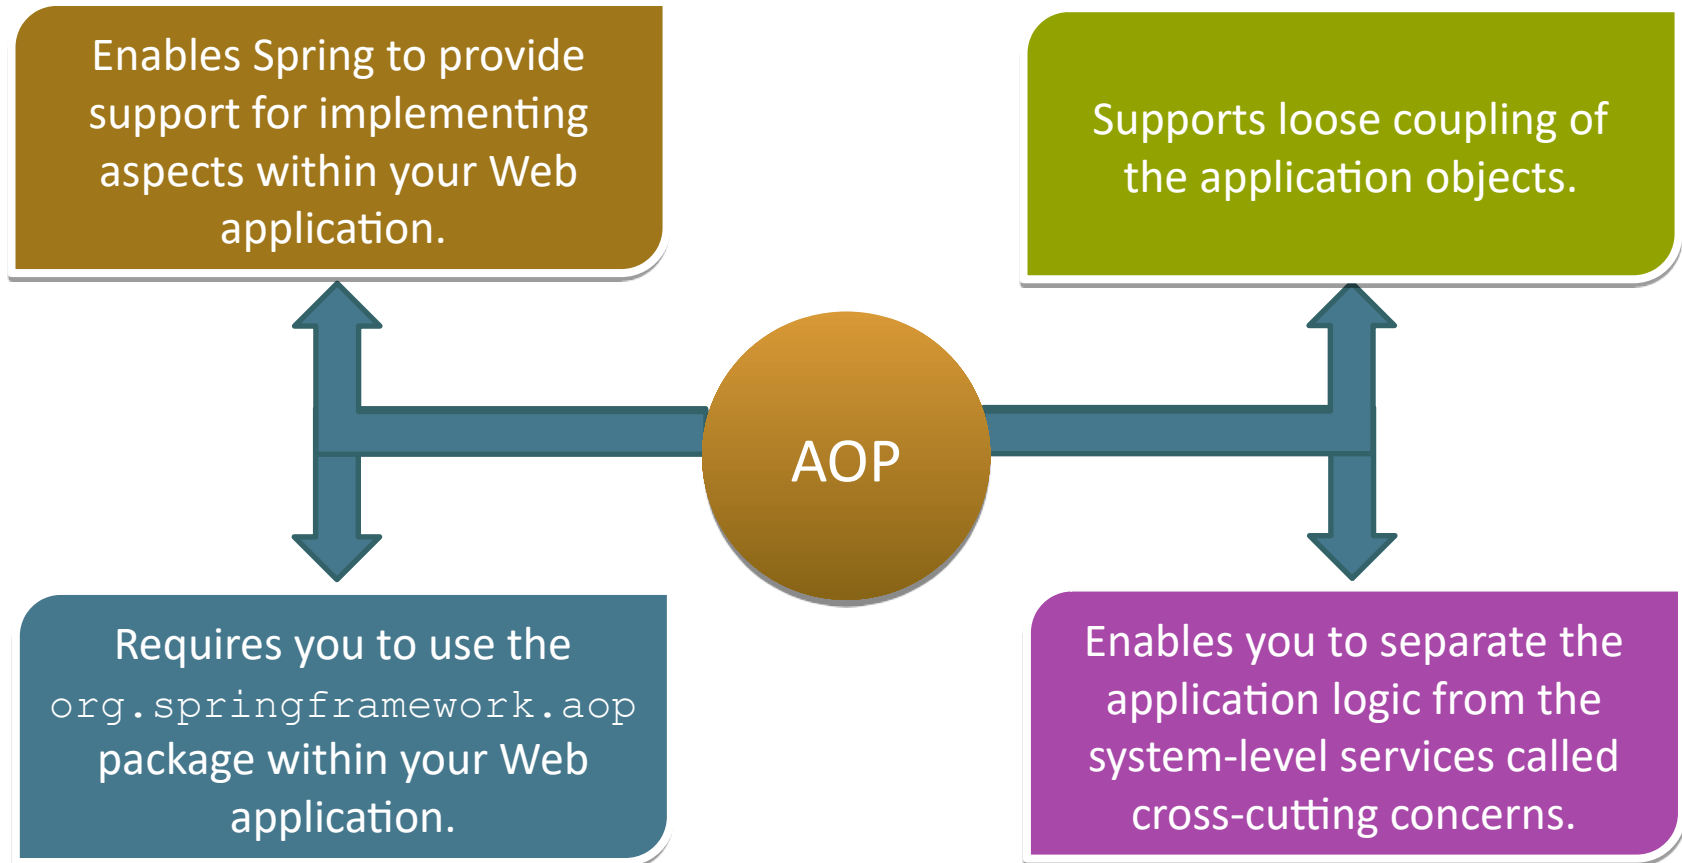 Enables Spring to provide
support for implementing
aspects within your Web
application.
Supports loose coupling of
the application objects.
AOP
Requires you to use the
org.springframework.aop
package within your Web
application.
Enables you to separate the
application logic from the
system-level services called
cross-cutting concerns.